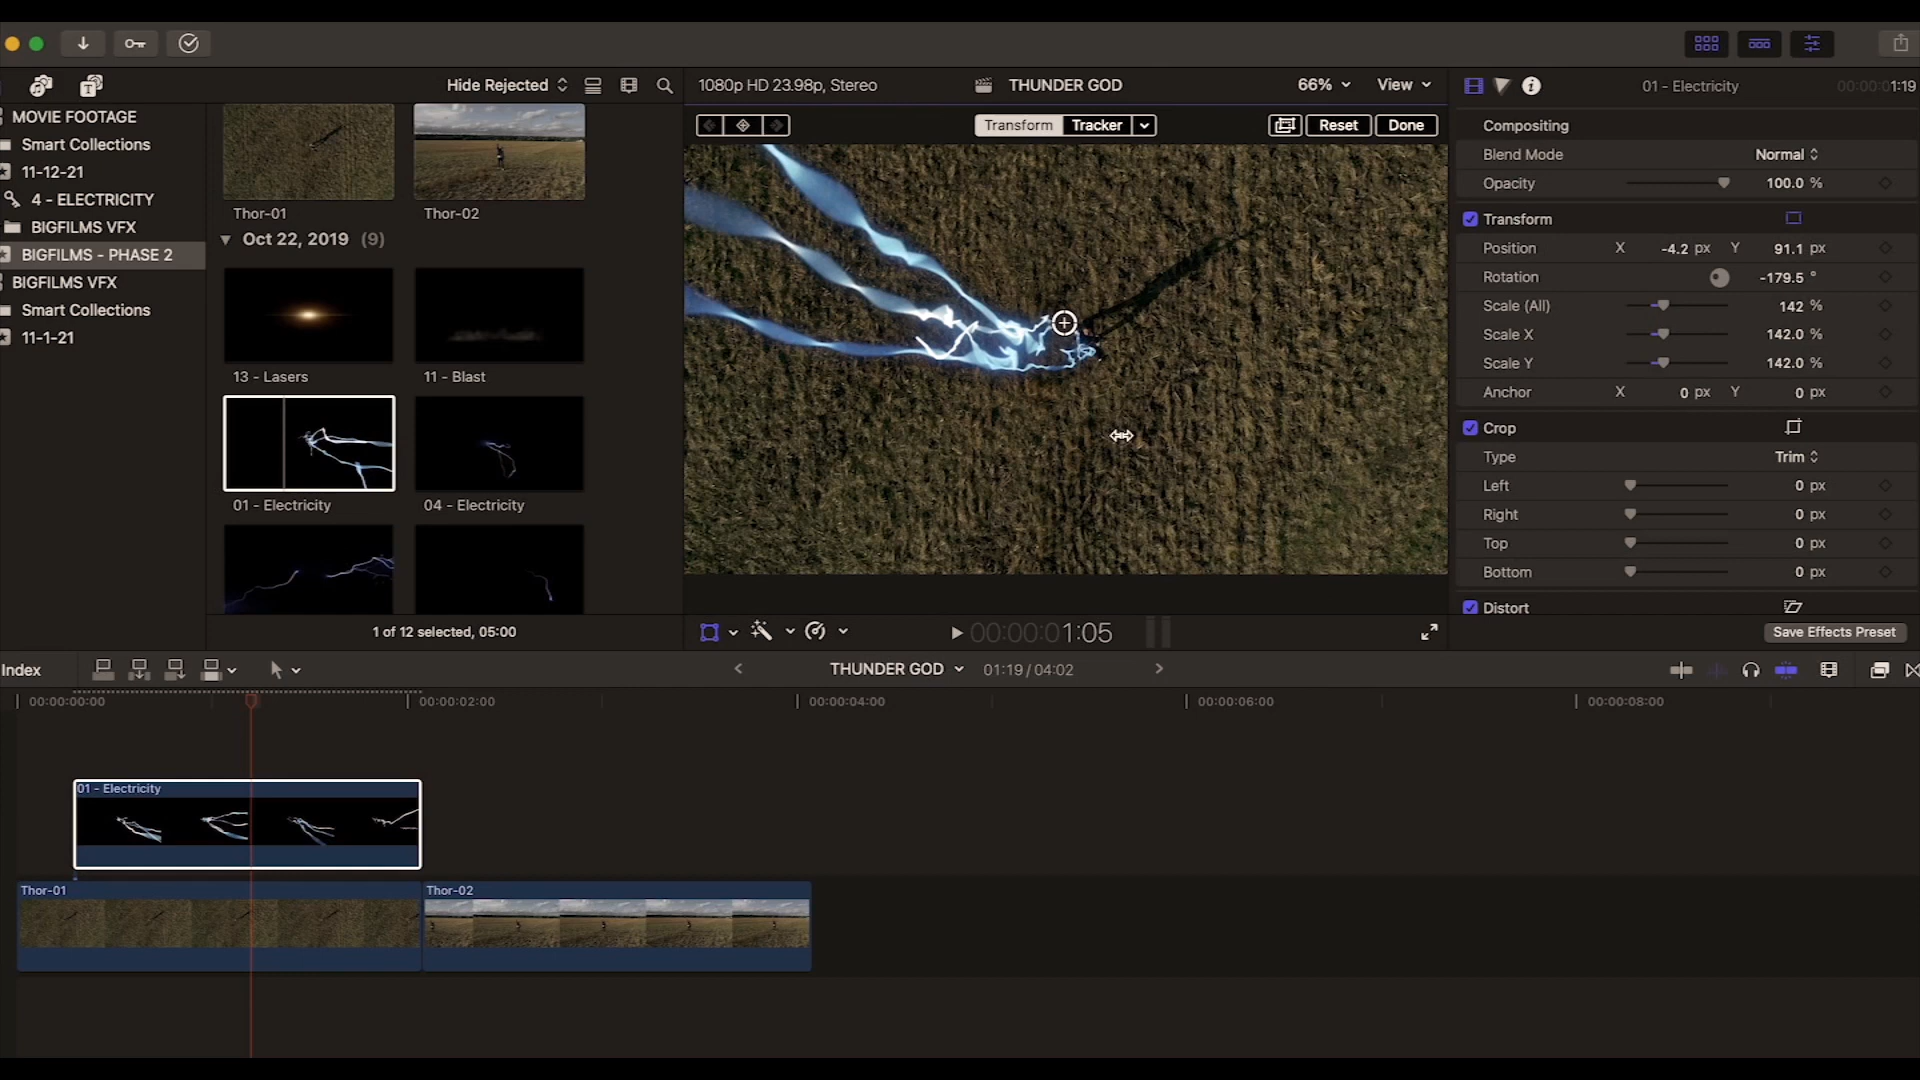 Hide Rejected
1080p HD 23.98p, Stereo
THUNDER GOD
66%
View
01 - Electricity
00:00:01:19
MOVIE FOOTAGE
Smart Collections
11-12-21
4 - ELECTRICITY
BIGFILMS VFX
BIGFILMS - PHASE 2
BIGFILMS VFX
Smart Collections
11-1-21
Thor-01
Thor-02
Oct 22, 2019 (9)
13 - Lasers
11 - Blast
01 - Electricity
04 - Electricity
1 of 12 selected, 05:00
Transform
Tracker
Reset
Done
00:00:01:05
Compositing
Blend Mode
Normal
Opacity
100.0 %
Transform
Position X -4.2 px Y 91.1 px
Rotation -179.5 °
Scale (All) 142 %
Scale X 142.0 %
Scale Y 142.0 %
Anchor X 0 px Y 0 px
Crop
Type Trim
Left 0 px
Right 0 px
Top 0 px
Bottom 0 px
Distort
Save Effects Preset
Index
THUNDER GOD
01:19 / 04:02
00:00:00:00
00:00:02:00
00:00:04:00
00:00:06:00
00:00:08:00
01 - Electricity
Thor-01
Thor-02